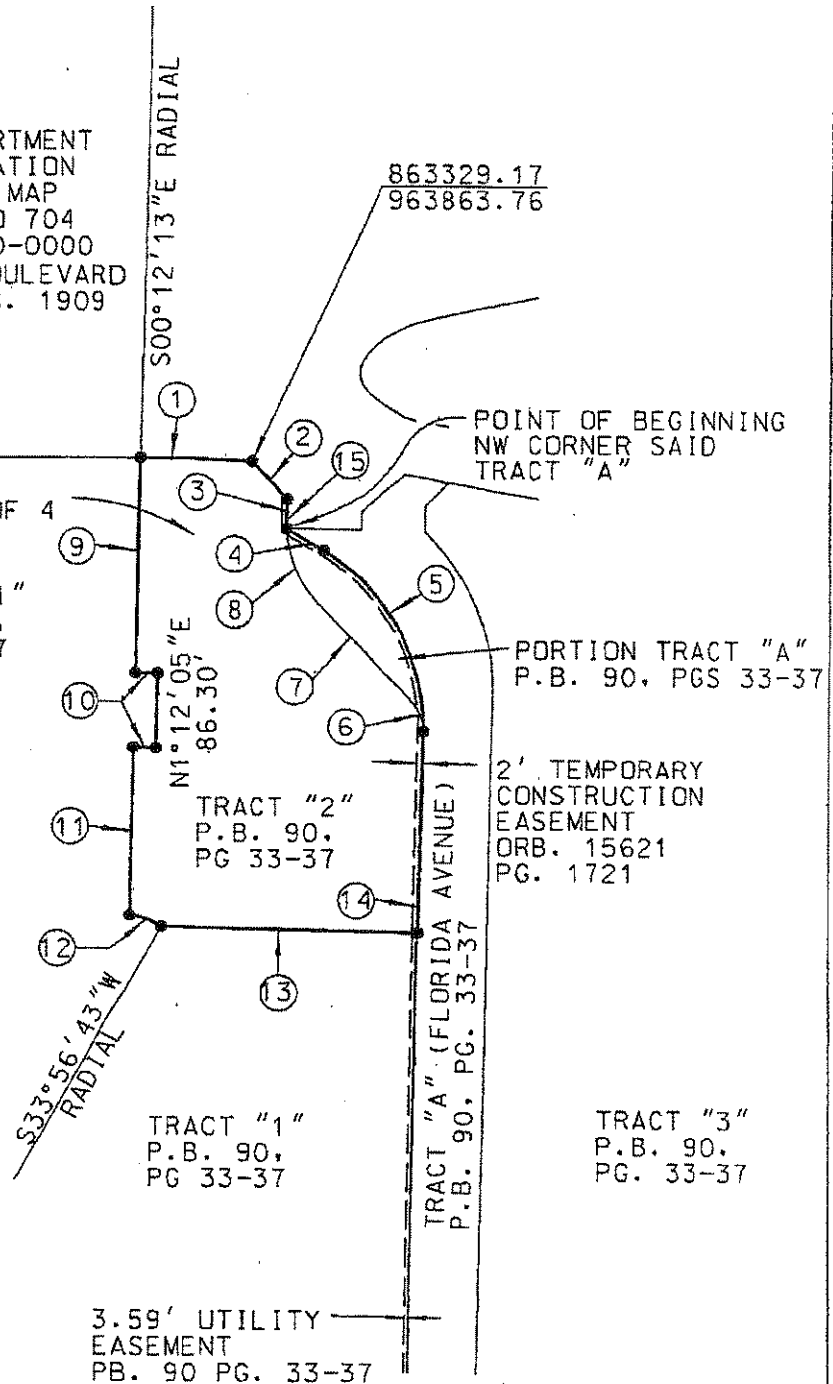 S00°12'13"E RADIAL
RTMENT
ATION
MAP
704
0-0000
OULEVARD
. 1909
863329.17
963863.76
1
2
15
POINT OF BEGINNING
NW CORNER SAID
TRACT "A"
3
OF 4
9
4
5
8
1"
7
PORTION TRACT "A"
P.B. 90, PGS 33-37
10
N1°12'05"E
86.30'
7
6
2' TEMPORARY
CONSTRUCTION
EASEMENT
ORB. 15621
PG. 1721
TRACT "2"
P.B. 90,
PG 33-37
11
14
12
13
TRACT "A" (FLORIDA AVENUE)
P.B. 90, PG. 33-37
S33°56'43"W
RADIAL
TRACT "1"
P.B. 90,
PG 33-37
TRACT "3"
P.B. 90,
PG. 33-37
3.59' UTILITY
EASEMENT
PB. 90 PG. 33-37